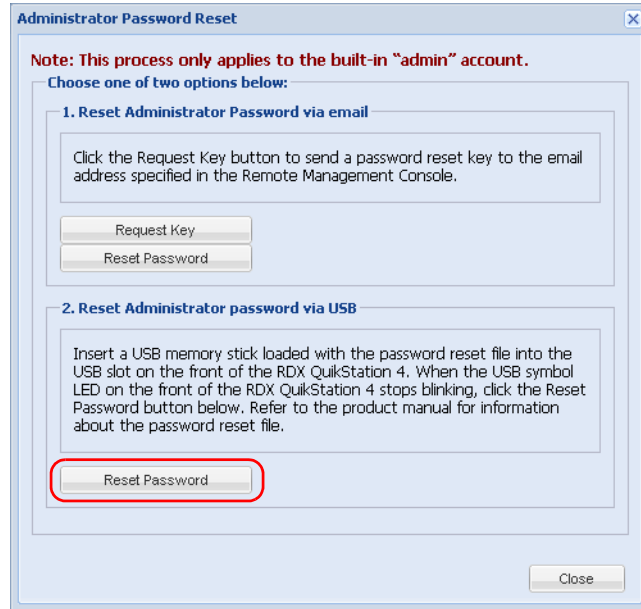 Administrator Password Reset
Note: This process only applies to the built-in “admin” account.
Choose one of two options below:
1. Reset Administrator Password via email
Click the Request Key button to send a password reset key to the email
address specified in the Remote Management Console.
Request Key
Reset Password
2. Reset Administrator password via USB
Insert a USB memory stick loaded with the password reset file into the
USB slot on the front of the RDX QuikStation 4. When the USB symbol
LED on the front of the RDX QuikStation 4 stops blinking, click the Reset
Password button below. Refer to the product manual for information
about the password reset file.
Reset Password
Close